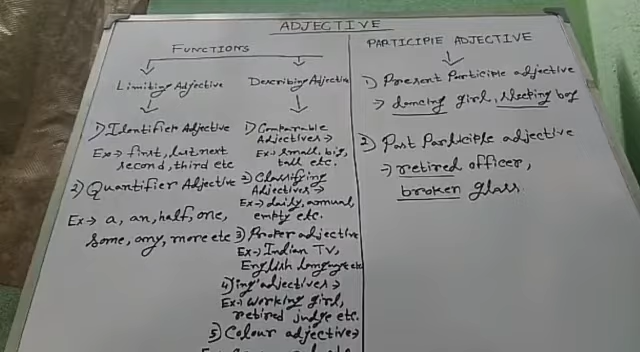 ADJECTIVE
FUNCTIONS
Limiting Adjective
1) Identifier Adjective
Ex→ first, last, next
second, third etc
2) Quantifier Adjective
Ex→ a, an, half, one,
some, any, more etc
Describing Adjective
1) Comparable
Adjectives→
Ex→ small, big,
tall etc.
2) Classifying
Adjectives→
Ex→ daily, annual,
empty etc.
3) Proper adjective
Ex→ Indian TV,
English language etc
4) 'ing' adjectives→
Ex→ working girl,
retired judge etc.
5) Colour adjective→
PARTICIPIE ADJECTIVE
1) Present Participle adjective
→ dancing girl, sleeping boy
2) Past Participle adjective
→ retired officer,
broken glass.